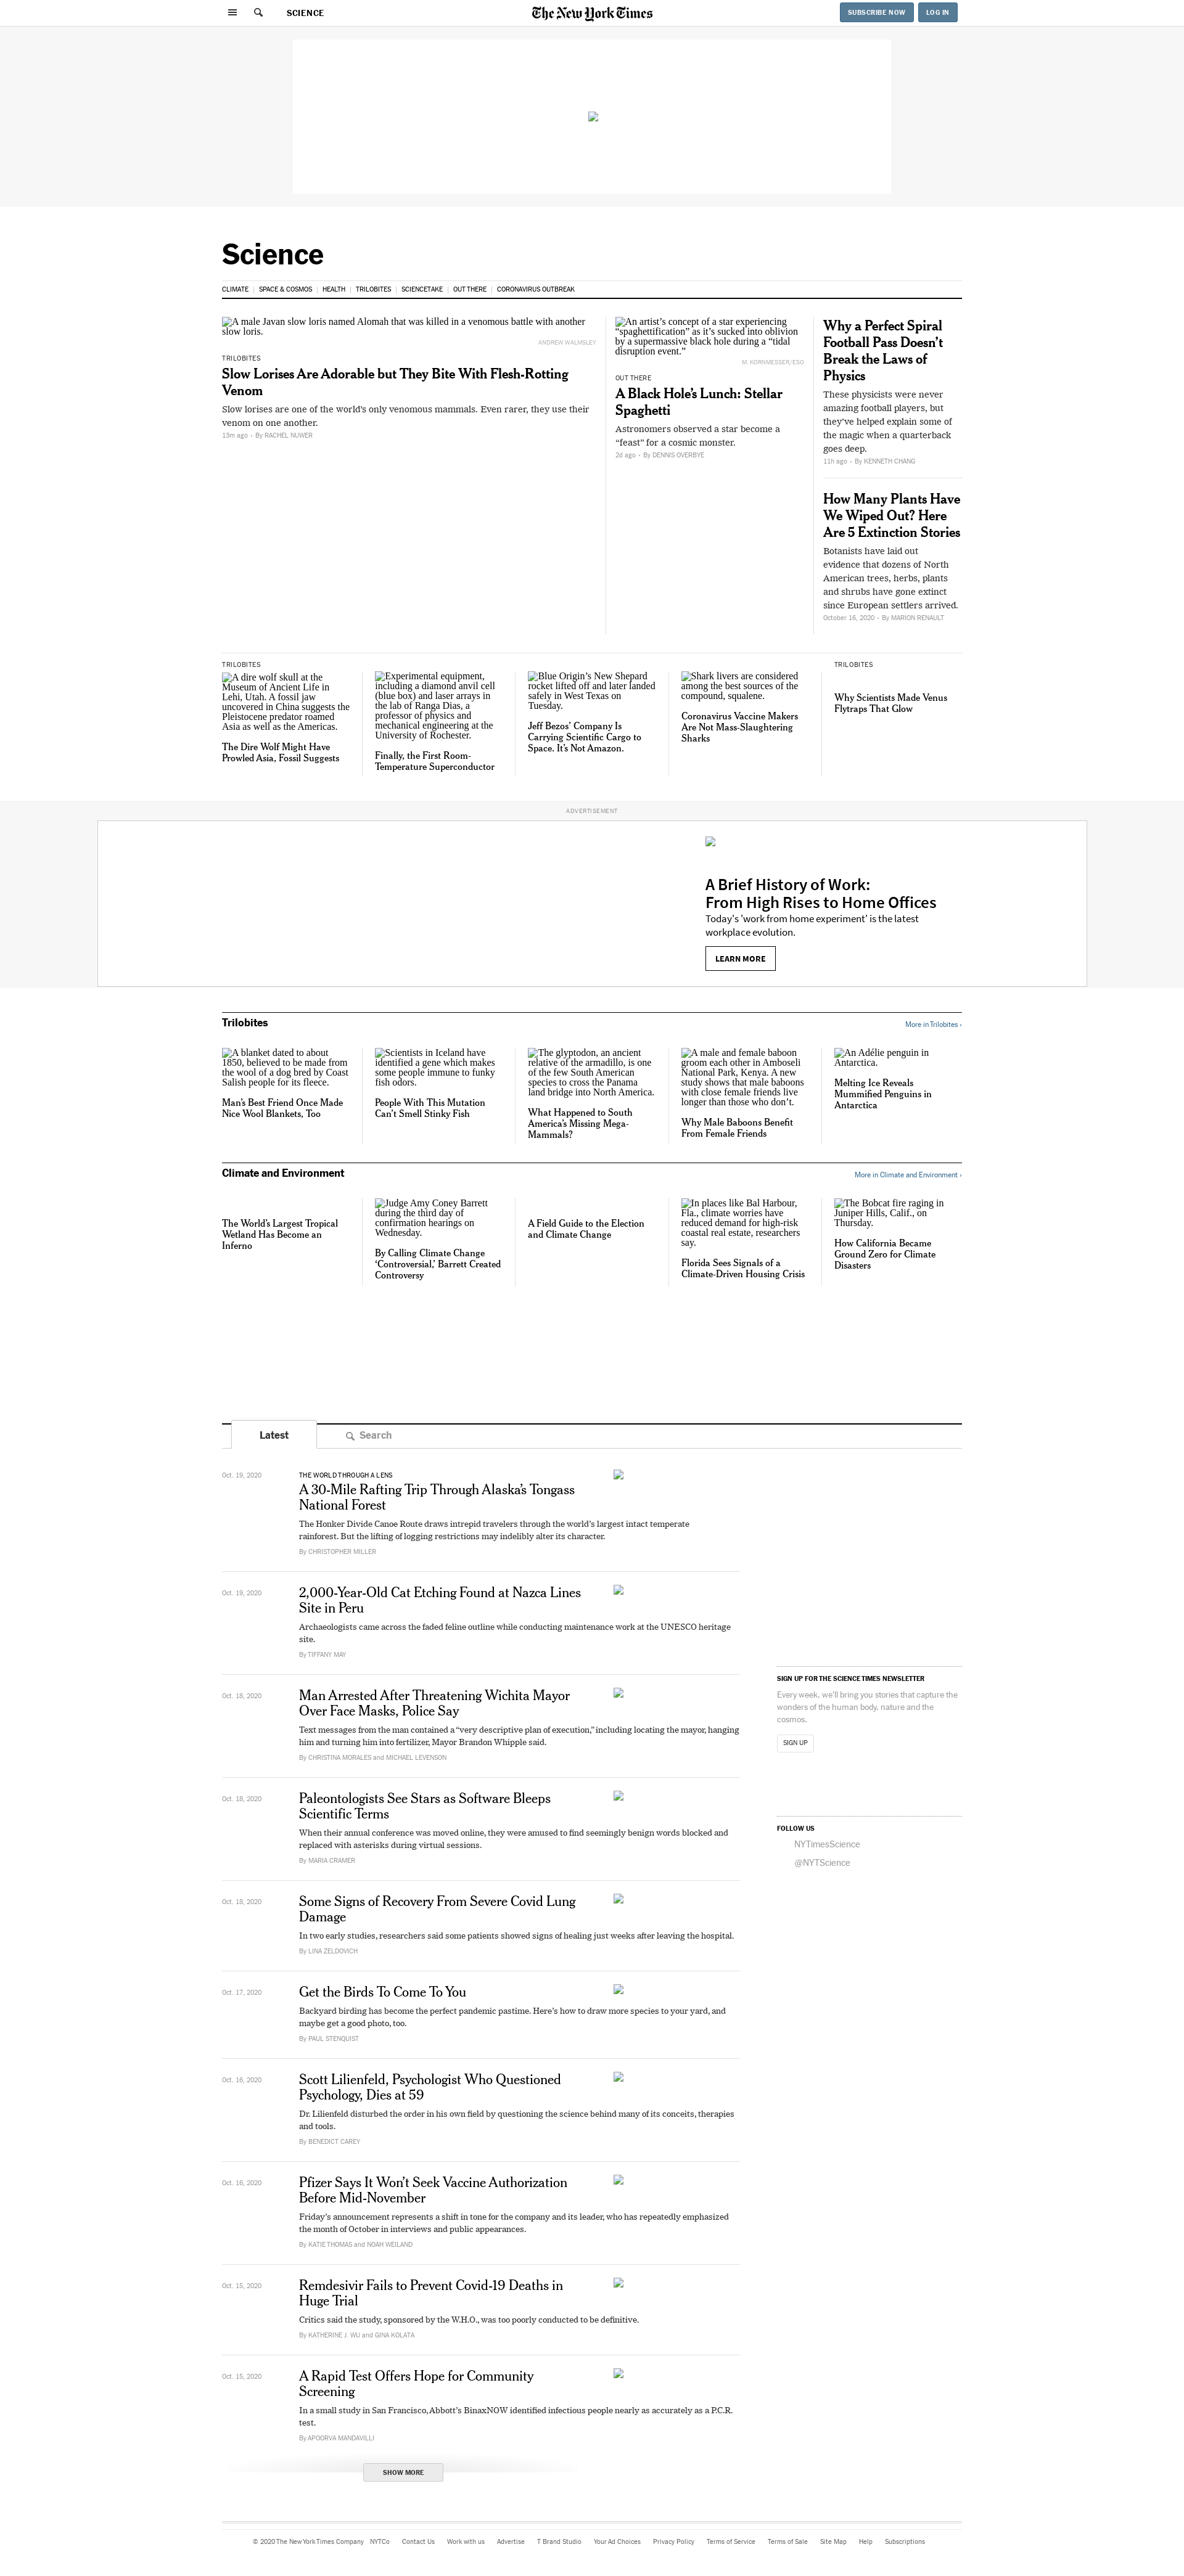 SCIENCE
The New York Times
SUBSCRIBE NOW
LOG IN
Science
CLIMATE | SPACE & COSMOS | HEALTH | TRILOBITES | SCIENCETAKE | OUT THERE | CORONAVIRUS OUTBREAK
A male Javan slow loris named Alomah that was killed in a venomous battle with another
slow loris.
ANDREW WALMSLEY
TRILOBITES
Slow Lorises Are Adorable but They Bite With Flesh-Rotting
Venom
Slow lorises are one of the world's only venomous mammals. Even rarer, they use their
venom on one another.
13m ago • By RACHEL NUWER
An artist’s concept of a star experiencing
“spaghettification” as it’s sucked into oblivion
by a supermassive black hole during a “tidal
disruption event.”
M. KORNMESSER/ESO
OUT THERE
A Black Hole’s Lunch: Stellar
Spaghetti
Astronomers observed a star become a
“feast” for a cosmic monster.
2d ago • By DENNIS OVERBYE
Why a Perfect Spiral
Football Pass Doesn’t
Break the Laws of
Physics
These physicists were never
amazing football players, but
they’ve helped explain some of
the magic when a quarterback
goes deep.
11h ago • By KENNETH CHANG
How Many Plants Have
We Wiped Out? Here
Are 5 Extinction Stories
Botanists have laid out
evidence that dozens of North
American trees, herbs, plants
and shrubs have gone extinct
since European settlers arrived.
October 16, 2020 • By MARION RENAULT
TRILOBITES
A dire wolf skull at the
Museum of Ancient Life in
Lehi, Utah. A fossil jaw
uncovered in China suggests the
Pleistocene predator roamed
Asia as well as the Americas.
The Dire Wolf Might Have
Prowled Asia, Fossil Suggests
Experimental equipment,
including a diamond anvil cell
(blue box) and laser arrays in
the lab of Ranga Dias, a
professor of physics and
mechanical engineering at the
University of Rochester.
Finally, the First Room-
Temperature Superconductor
Blue Origin’s New Shepard
rocket lifted off and later landed
safely in West Texas on
Tuesday.
Jeff Bezos’ Company Is
Carrying Scientific Cargo to
Space. It’s Not Amazon.
Shark livers are considered
among the best sources of the
compound, squalene.
Coronavirus Vaccine Makers
Are Not Mass-Slaughtering
Sharks
TRILOBITES
Why Scientists Made Venus
Flytraps That Glow
ADVERTISEMENT
A Brief History of Work:
From High Rises to Home Offices
Today's 'work from home experiment' is the latest
workplace evolution.
LEARN MORE
Trilobites
More in Trilobites ›
A blanket dated to about
1850, believed to be made from
the wool of a dog bred by Coast
Salish people for its fleece.
Man’s Best Friend Once Made
Nice Wool Blankets, Too
Scientists in Iceland have
identified a gene which makes
some people immune to funky
fish odors.
People With This Mutation
Can’t Smell Stinky Fish
The glyptodon, an ancient
relative of the armadillo, is one
of the few South American
species to cross the Panama
land bridge into North America.
What Happened to South
America’s Missing Mega-
Mammals?
A male and female baboon
groom each other in Amboseli
National Park, Kenya. A new
study shows that male baboons
with close female friends live
longer than those who don’t.
Why Male Baboons Benefit
From Female Friends
An Adélie penguin in
Antarctica.
Melting Ice Reveals
Mummified Penguins in
Antarctica
Climate and Environment
More in Climate and Environment ›
The World’s Largest Tropical
Wetland Has Become an
Inferno
Judge Amy Coney Barrett
during the third day of
confirmation hearings on
Wednesday.
By Calling Climate Change
‘Controversial,’ Barrett Created
Controversy
A Field Guide to the Election
and Climate Change
In places like Bal Harbour,
Fla., climate worries have
reduced demand for high-risk
coastal real estate, researchers
say.
Florida Sees Signals of a
Climate-Driven Housing Crisis
The Bobcat fire raging in
Juniper Hills, Calif., on
Thursday.
How California Became
Ground Zero for Climate
Disasters
Latest
Search
Oct. 19, 2020
THE WORLD THROUGH A LENS
A 30-Mile Rafting Trip Through Alaska’s Tongass
National Forest
The Honker Divide Canoe Route draws intrepid travelers through the world’s largest intact temperate
rainforest. But the lifting of logging restrictions may indelibly alter its character.
By CHRISTOPHER MILLER
Oct. 19, 2020
2,000-Year-Old Cat Etching Found at Nazca Lines
Site in Peru
Archaeologists came across the faded feline outline while conducting maintenance work at the UNESCO heritage
site.
By TIFFANY MAY
Oct. 18, 2020
Man Arrested After Threatening Wichita Mayor
Over Face Masks, Police Say
Text messages from the man contained a “very descriptive plan of execution,” including locating the mayor, hanging
him and turning him into fertilizer, Mayor Brandon Whipple said.
By CHRISTINA MORALES and MICHAEL LEVENSON
Oct. 18, 2020
Paleontologists See Stars as Software Bleeps
Scientific Terms
When their annual conference was moved online, they were amused to find seemingly benign words blocked and
replaced with asterisks during virtual sessions.
By MARIA CRAMER
Oct. 18, 2020
Some Signs of Recovery From Severe Covid Lung
Damage
In two early studies, researchers said some patients showed signs of healing just weeks after leaving the hospital.
By LINA ZELDOVICH
Oct. 17, 2020
Get the Birds To Come To You
Backyard birding has become the perfect pandemic pastime. Here’s how to draw more species to your yard, and
maybe get a good photo, too.
By PAUL STENQUIST
Oct. 16, 2020
Scott Lilienfeld, Psychologist Who Questioned
Psychology, Dies at 59
Dr. Lilienfeld disturbed the order in his own field by questioning the science behind many of its conceits, therapies
and tools.
By BENEDICT CAREY
Oct. 16, 2020
Pfizer Says It Won’t Seek Vaccine Authorization
Before Mid-November
Friday’s announcement represents a shift in tone for the company and its leader, who has repeatedly emphasized
the month of October in interviews and public appearances.
By KATIE THOMAS and NOAH WEILAND
Oct. 15, 2020
Remdesivir Fails to Prevent Covid-19 Deaths in
Huge Trial
Critics said the study, sponsored by the W.H.O., was too poorly conducted to be definitive.
By KATHERINE J. WU and GINA KOLATA
Oct. 15, 2020
A Rapid Test Offers Hope for Community
Screening
In a small study in San Francisco, Abbott’s BinaxNOW identified infectious people nearly as accurately as a P.C.R.
test.
By APOORVA MANDAVILLI
SHOW MORE
SIGN UP FOR THE SCIENCE TIMES NEWSLETTER
Every week, we'll bring you stories that capture the
wonders of the human body, nature and the
cosmos.
SIGN UP
FOLLOW US
NYTimesScience
@NYTScience
© 2020 The New York Times Company NYTCo Contact Us Work with us Advertise T Brand Studio Your Ad Choices Privacy Policy Terms of Service Terms of Sale Site Map Help Subscriptions